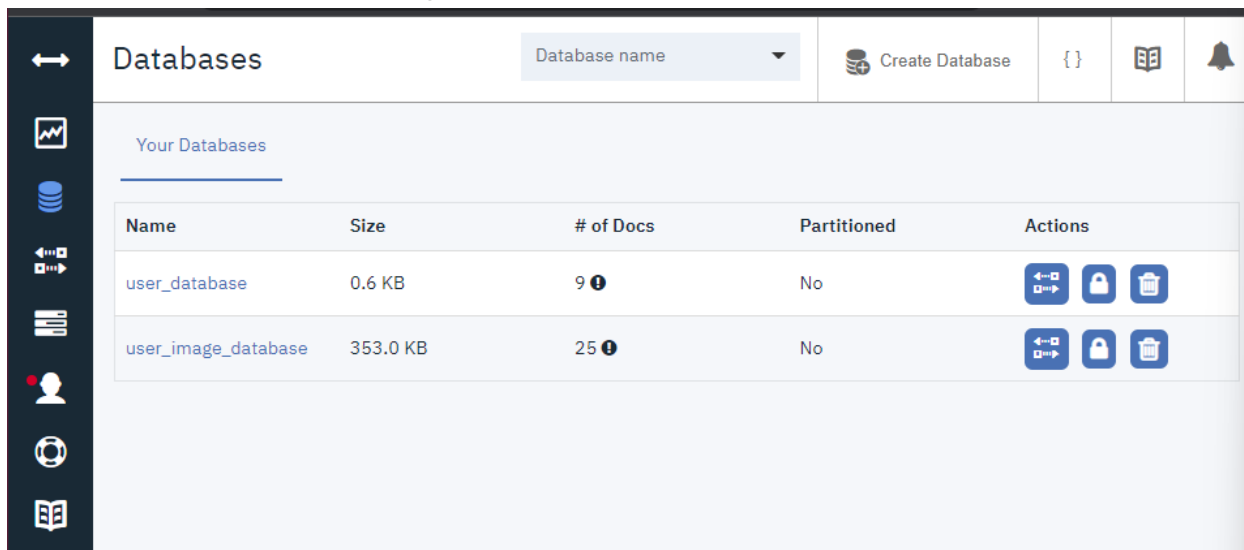 Databases
Database name
Create Database
{ }
Your Databases
Name Size # of Docs Partitioned Actions
user_database 0.6 KB 9 No
user_image_database 353.0 KB 25 No